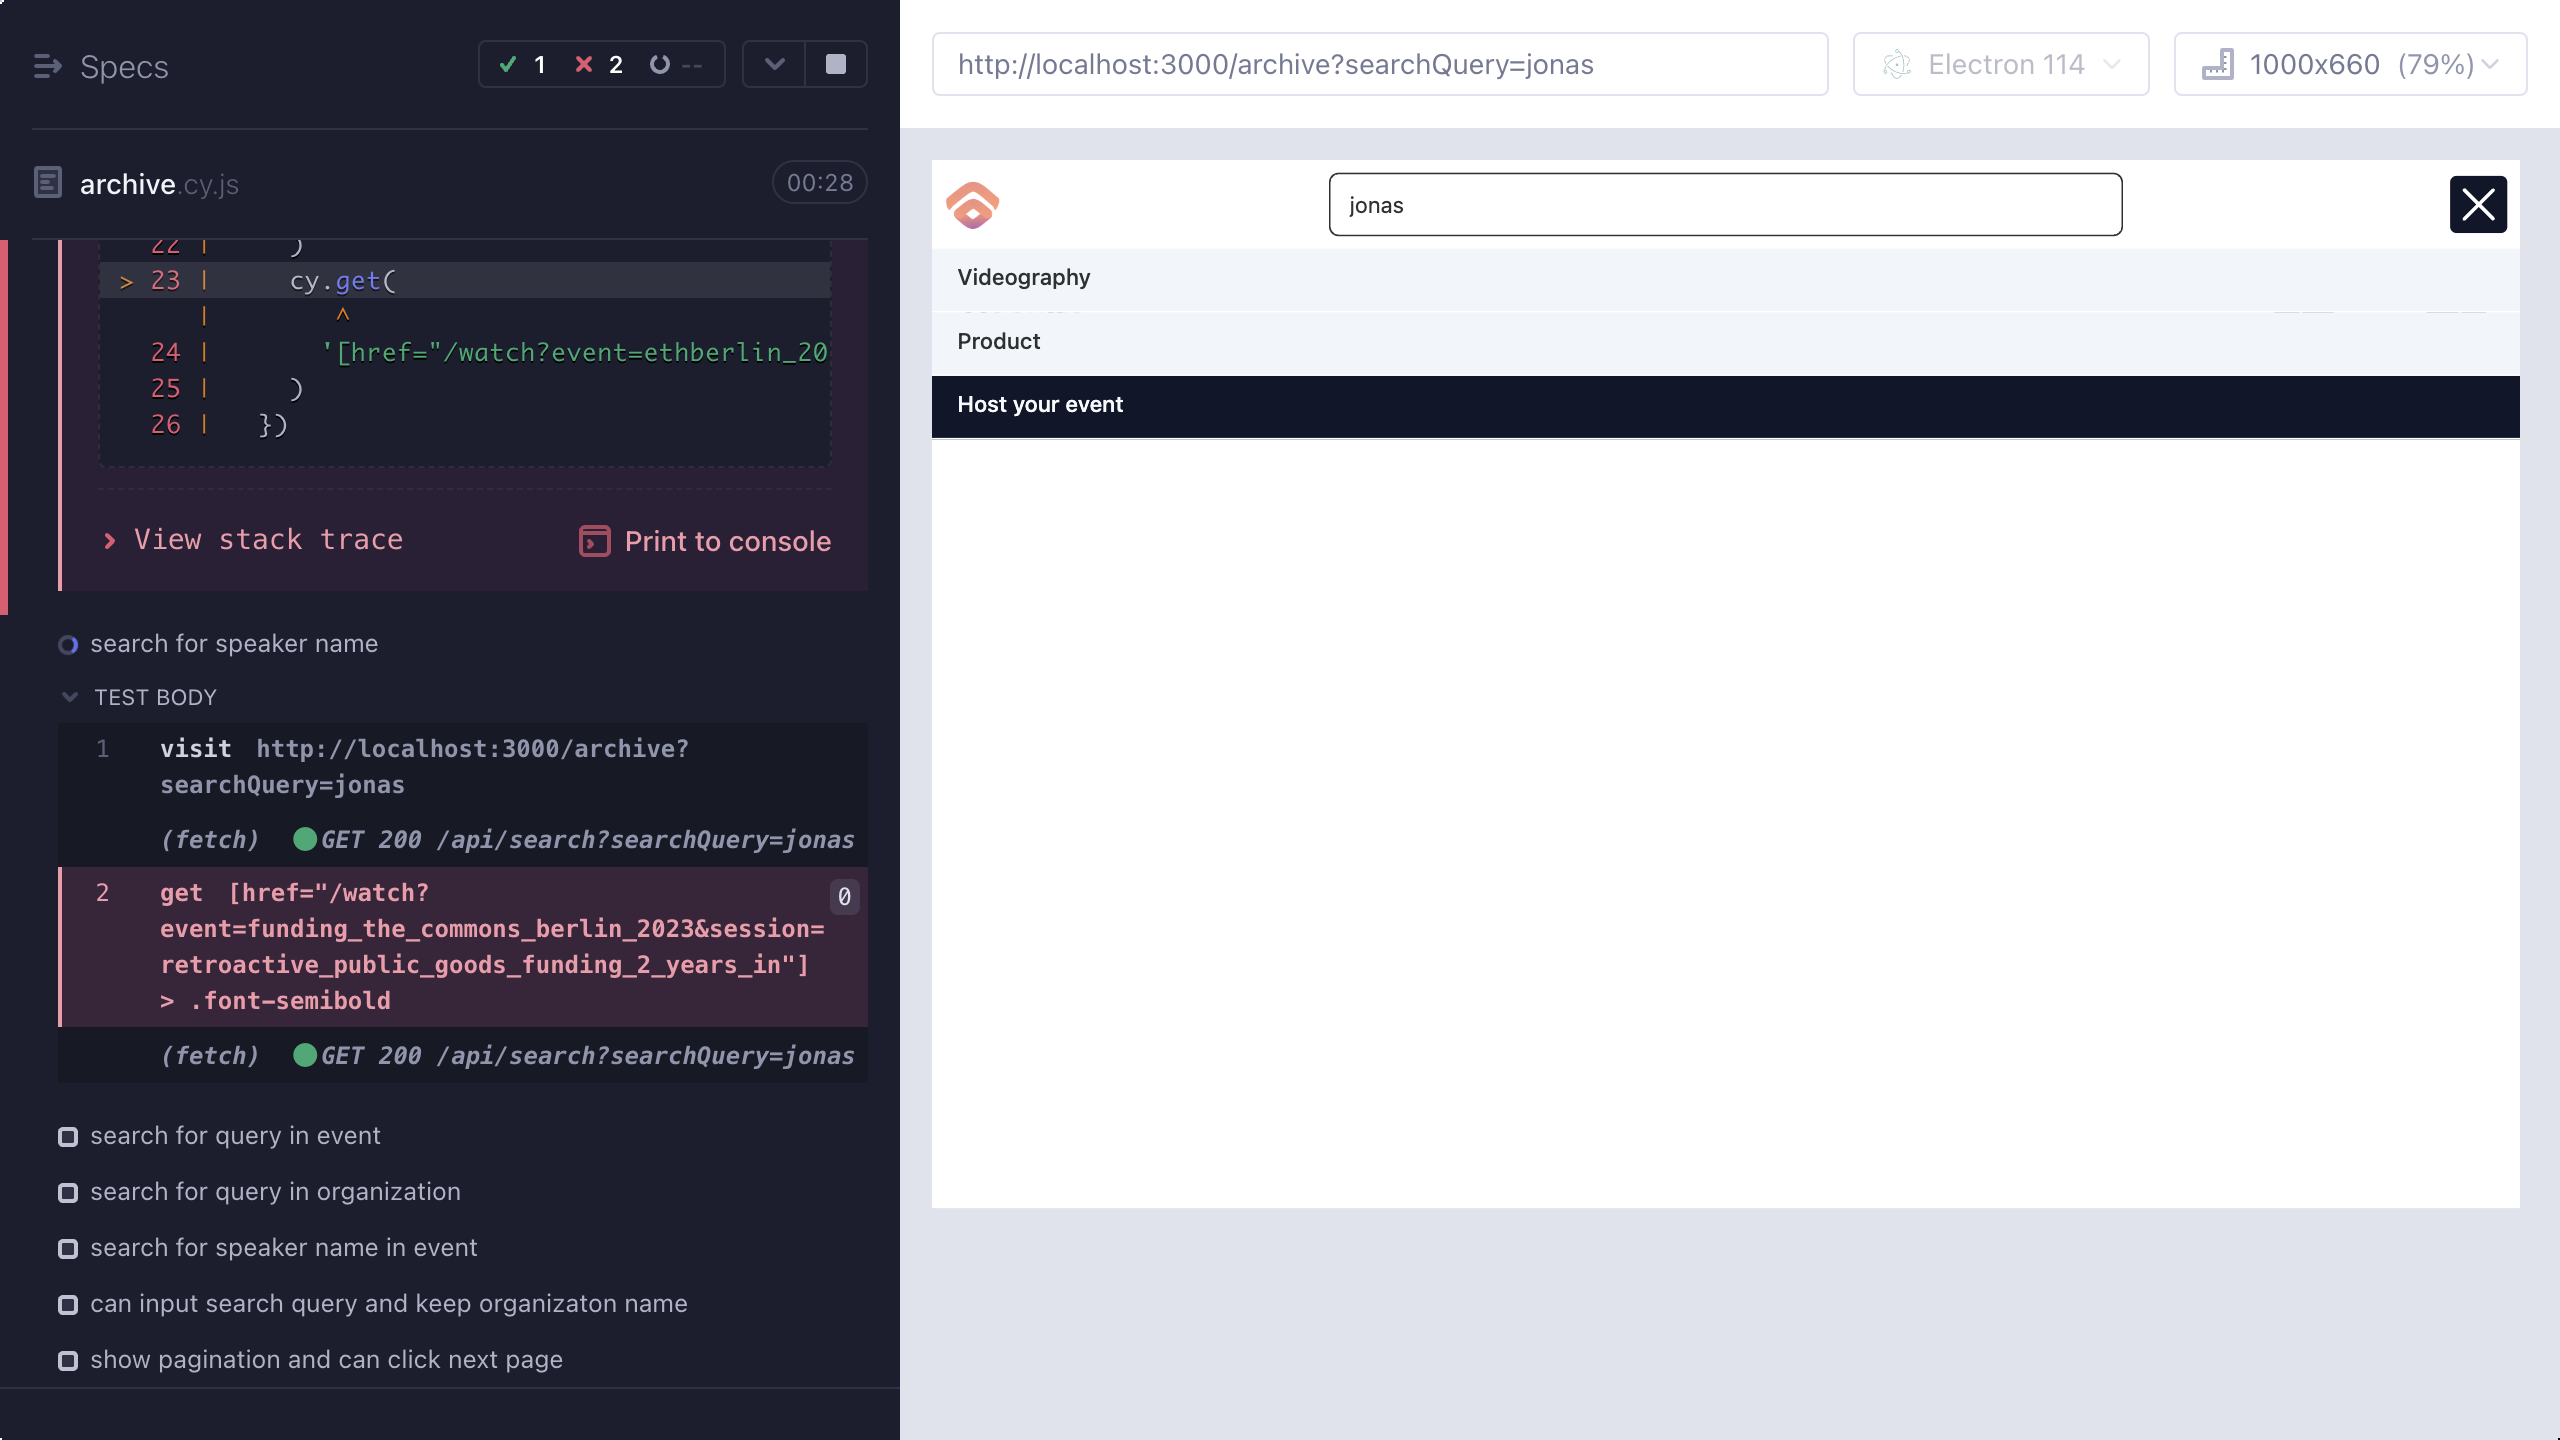 Specs
1 2 --
archive.cy.js 00:28
22 | )
> 23 | cy.get(
| ^
24 | '[href="/watch?event=ethberlin_20
25 | )
26 | })
View stack trace Print to console
search for speaker name
TEST BODY
1 visit http://localhost:3000/archive?
searchQuery=jonas
(fetch) GET 200 /api/search?searchQuery=jonas
2 get [href="/watch? 0
event=funding_the_commons_berlin_2023&session=
retroactive_public_goods_funding_2_years_in"]
> .font-semibold
(fetch) GET 200 /api/search?searchQuery=jonas
search for query in event
search for query in organization
search for speaker name in event
can input search query and keep organizaton name
show pagination and can click next page
http://localhost:3000/archive?searchQuery=jonas
Electron 114
1000x660 (79%)
jonas
Videography
Product
Host your event